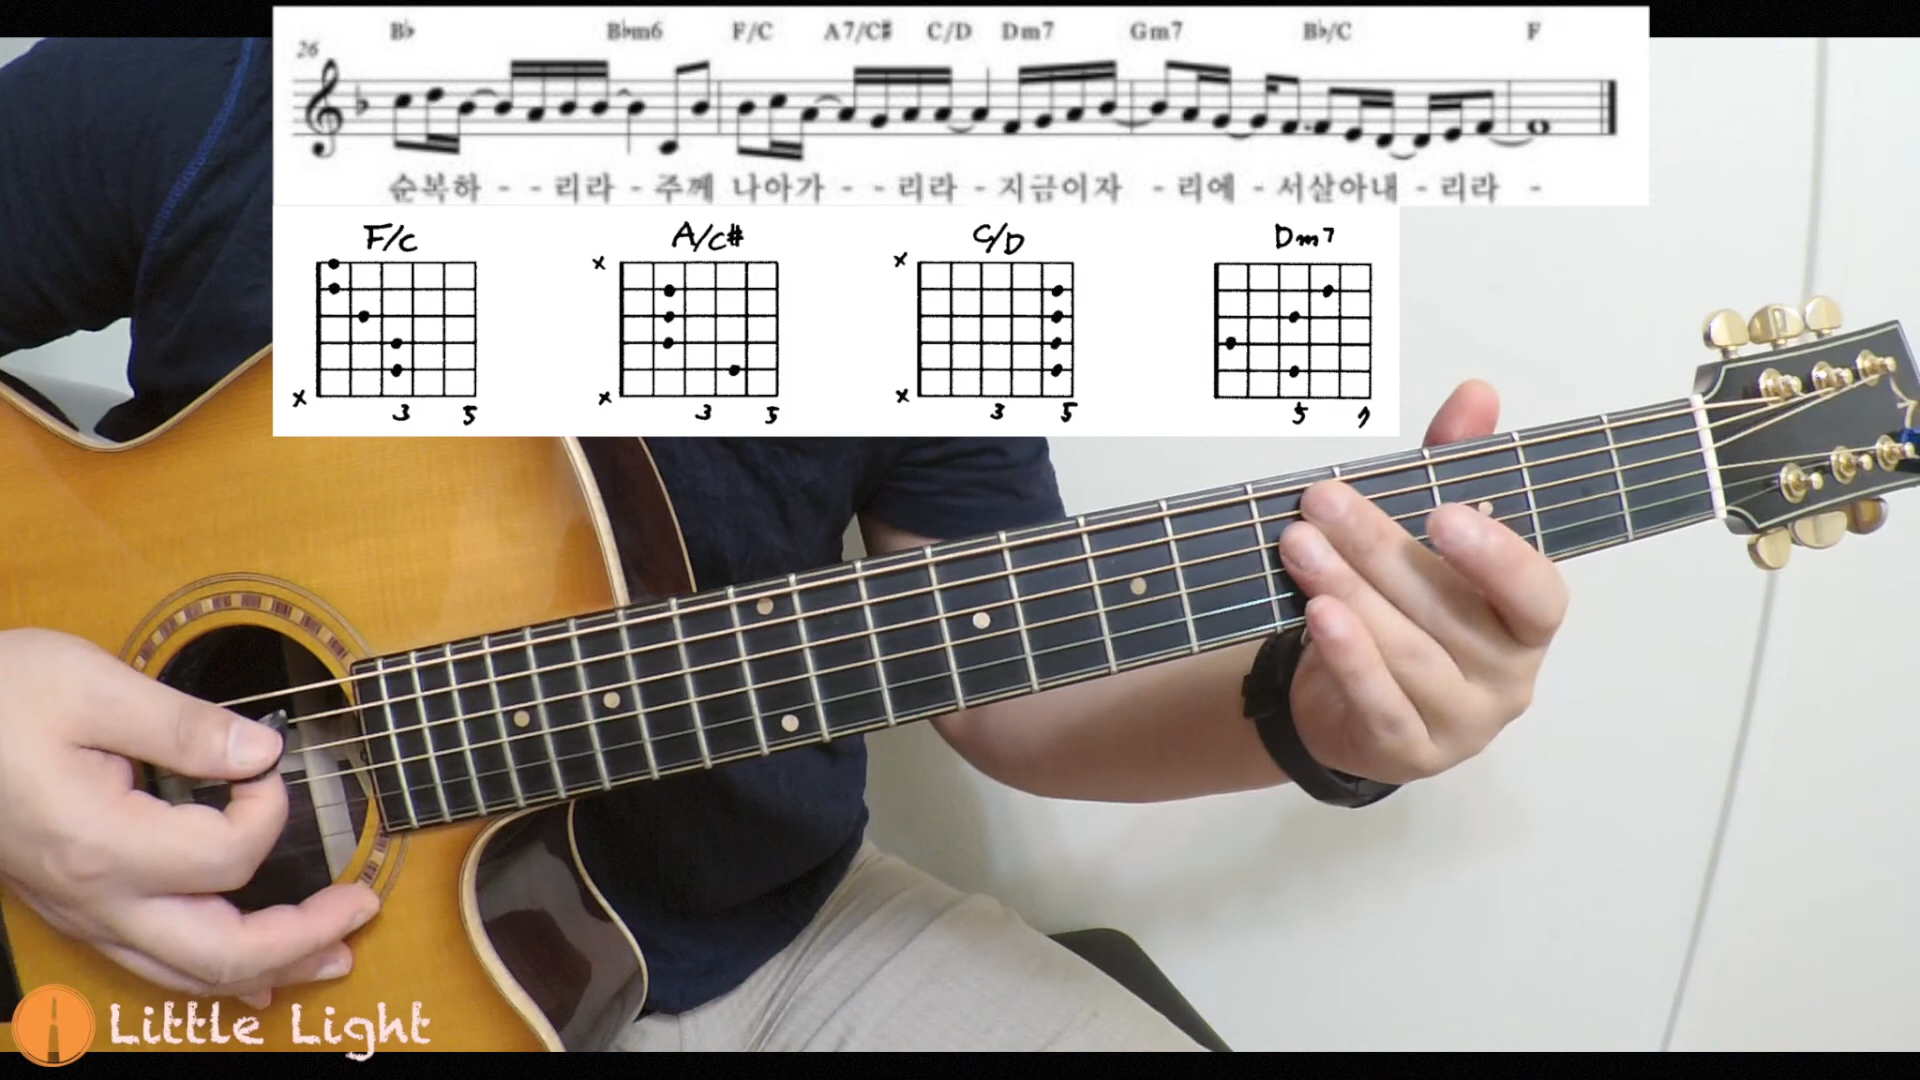 B♭ B♭m6 F/C A7/C# C/D Dm7 Gm7 B♭/C F
26
순복하 - - 리라 - 주께 나아가 - - 리라 - 지금이자 - 리에 - 서살아내 - 리라 -
F/C A/C# C/D Dm7
x x
x 3 5 x 3 5 x 3 5 5 7
Little Light